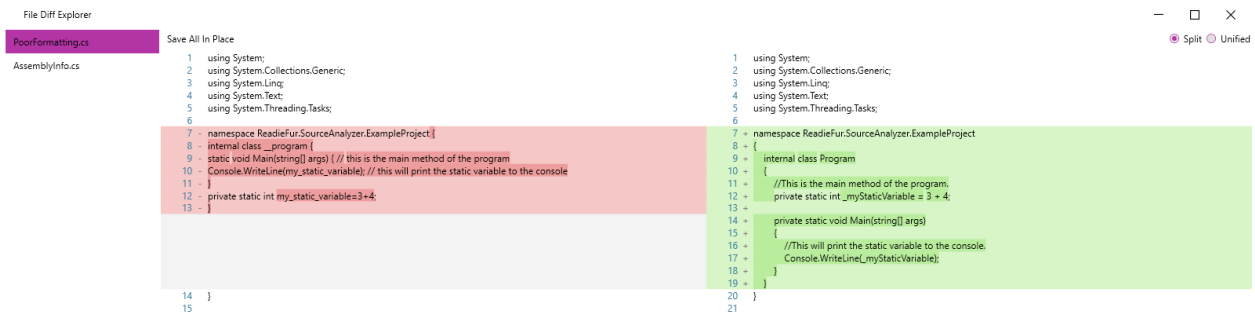 File Diff Explorer
PoorFormatting.cs
AssemblyInfo.cs
Save All In Place
Split
Unified
1 using System;
2 using System.Collections.Generic;
3 using System.Linq;
4 using System.Text;
5 using System.Threading.Tasks;
6
7 - namespace ReadieFur.SourceAnalyzer.ExampleProject {
8 - internal class __program {
9 - static void Main(string[] args) { // this is the main method of the program
10 - Console.WriteLine(my_static_variable); // this will print the static variable to the console
11 - }
12 - private static int my_static_variable=3+4;
13 - }
14 }
15
1 using System;
2 using System.Collections.Generic;
3 using System.Linq;
4 using System.Text;
5 using System.Threading.Tasks;
6
7 + namespace ReadieFur.SourceAnalyzer.ExampleProject
8 + {
9 + internal class Program
10 + {
11 + //This is the main method of the program.
12 + private static int _myStaticVariable = 3 + 4;
13 +
14 + private static void Main(string[] args)
15 + {
16 + //This will print the static variable to the console.
17 + Console.WriteLine(_myStaticVariable);
18 + }
19 + }
20 }
21